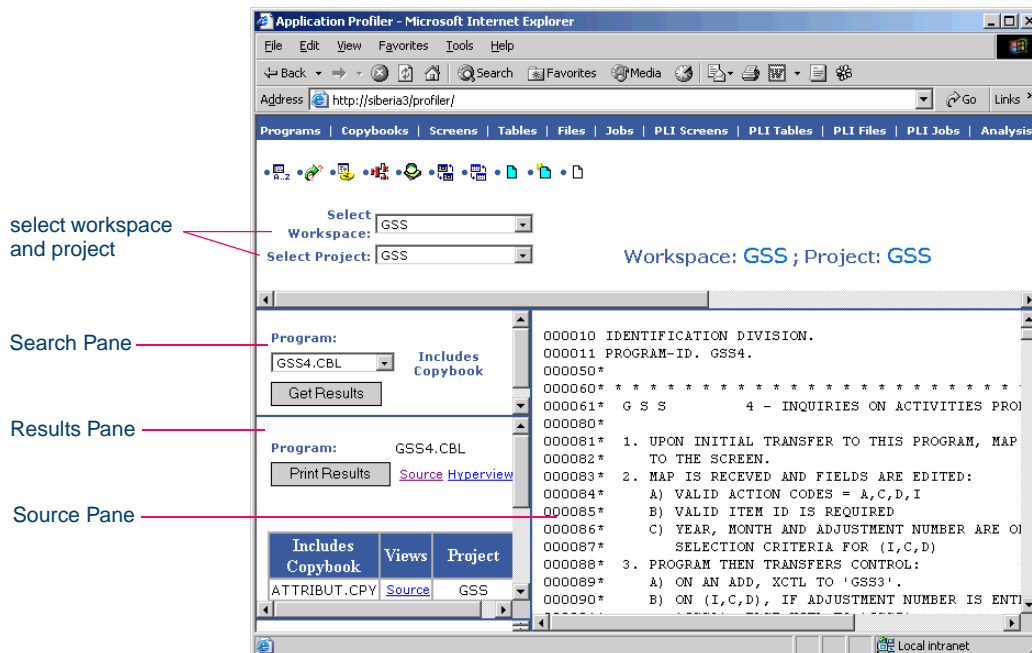 Application Profiler - Microsoft Internet Explorer
File Edit View Favorites Tools Help
Back Search Favorites Media
Address http://siberia3/profiler/ Go Links
Programs | Copybooks | Screens | Tables | Files | Jobs | PLI Screens | PLI Tables | PLI Files | PLI Jobs | Analysis
A..Z
select workspace
and project
Select
Workspace: GSS
Select Project: GSS
Workspace: GSS ; Project: GSS
Search Pane
Program:
GSS4.CBL
Includes
Copybook
Get Results
Results Pane
Program: GSS4.CBL
Print Results Source Hyperview
Source Pane
Includes
Copybook Views Project
ATTRIBUT.CPY Source GSS
000010 IDENTIFICATION DIVISION.
000011 PROGRAM-ID. GSS4.
000050*
000060* * * * * * * * * * * * * * * * * * * * * * * * * * * *
000061* G S S 4 - INQUIRIES ON ACTIVITIES
000080*
000081* 1. UPON INITIAL TRANSFER TO THIS PROGRAM, MAP
000082* TO THE SCREEN.
000083* 2. MAP IS RECEVED AND FIELDS ARE EDITED:
000084* A) VALID ACTION CODES = A,C,D,I
000085* B) VALID ITEM ID IS REQUIRED
000086* C) YEAR, MONTH AND ADJUSTMENT NUMBER ARE
000087* SELECTION CRITERIA FOR (I,C,D)
000088* 3. PROGRAM THEN TRANSFERS CONTROL:
000089* A) ON AN ADD, XCTL TO 'GSS3'.
000090* B) ON (I,C,D), IF ADJUSTMENT NUMBER IS
Local intranet